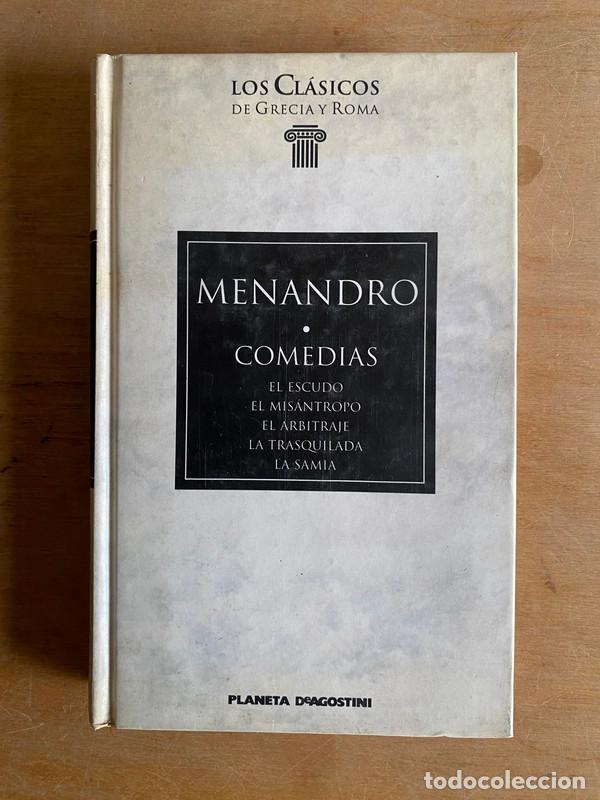 LOS CLÁSICOS
DE GRECIA Y ROMA
MENANDRO
•
COMEDIAS
EL ESCUDO
EL MISÁNTROPO
EL ARBITRAJE
LA TRASQUILADA
LA SAMIA
PLANETA DEAGOSTINI
todocoleccion